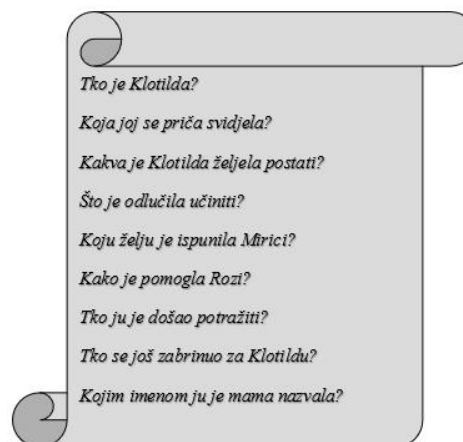 Tko je Klotilda?
Koja joj se priča svidjela?
Kakva je Klotilda željela postati?
Što je odlučila učiniti?
Koju želju je ispunila Mirici?
Kako je pomogla Rozi?
Tko ju je došao potražiti?
Tko se još zabrinuo za Klotildu?
Kojim imenom ju je mama nazvala?